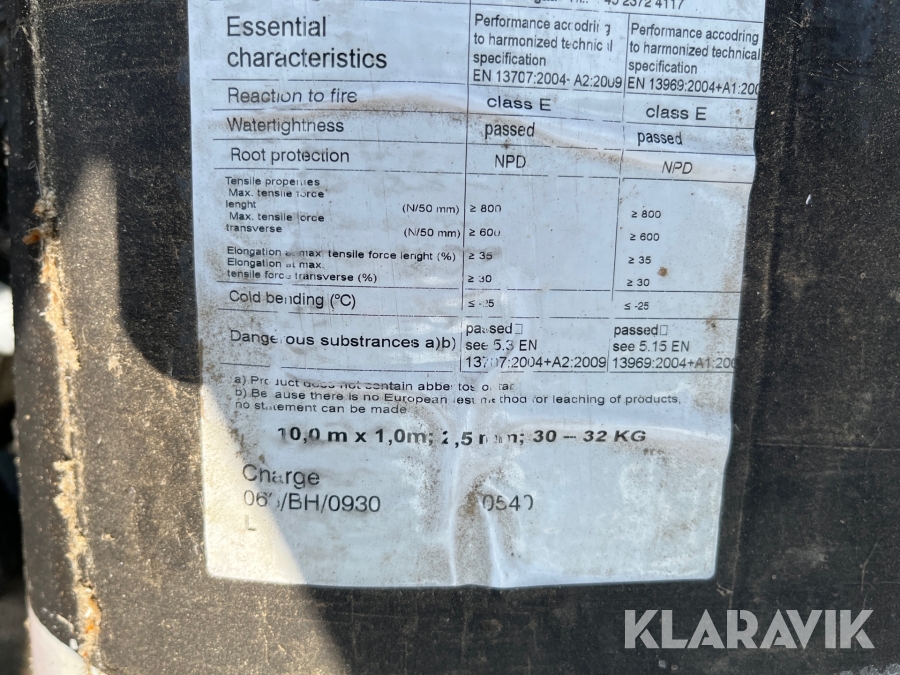 45 2372 4117
Essential
characteristics
Performance accodring
to harmonized technical
specification
EN 13707:2004- A2:2009
Performance accodring
to harmonized technical
specification
EN 13969:2004+A1:200
Reaction to fire class E class E
Watertightness passed passed
Root protection NPD NPD
Tensile properties
Max. tensile force
lenght (N/50 mm) ≥ 800 ≥ 800
Max. tensile force
transverse (N/50 mm) ≥ 600 ≥ 600
Elongation at max. tensile force lenght (%) ≥ 35 ≥ 35
Elongation at max.
tensile force transverse (%) ≥ 30 ≥ 30
Cold bending (°C) ≤ -25 ≤ -25
Dangerous substrances a)b)
passed□
see 5.3 EN
13707:2004+A2:2009
passed□
see 5.15 EN
13969:2004+A1:200
a) Product does not contain
b) Because there is no European test method for leaching of products,
no statement can be made
10,0 m x 1,0m; 2,5 mm; 30 – 32 KG
Charge
/BH/0930 0540
L
KLARAVIK